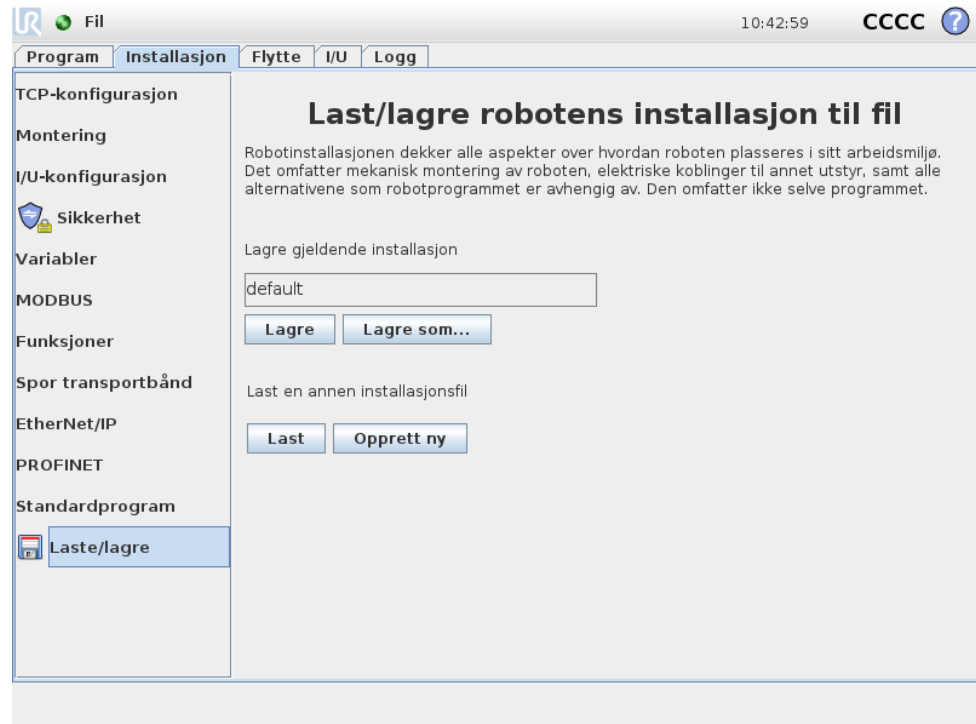 UR Fil 10:42:59 CCCC ?
Program Installasjon Flytte I/U Logg
TCP-konfigurasjon
Montering
I/U-konfigurasjon
Sikkerhet
Variabler
MODBUS
Funksjoner
Spor transportbånd
EtherNet/IP
PROFINET
Standardprogram
Laste/lagre
Last/lagre robotens installasjon til fil
Robotinstallasjonen dekker alle aspekter over hvordan roboten plasseres i sitt arbeidsmiljø.
Det omfatter mekanisk montering av roboten, elektriske koblinger til annet utstyr, samt alle
alternativene som robotprogrammet er avhengig av. Den omfatter ikke selve programmet.
Lagre gjeldende installasjon
default
Lagre Lagre som...
Last en annen installasjonsfil
Last Opprett ny